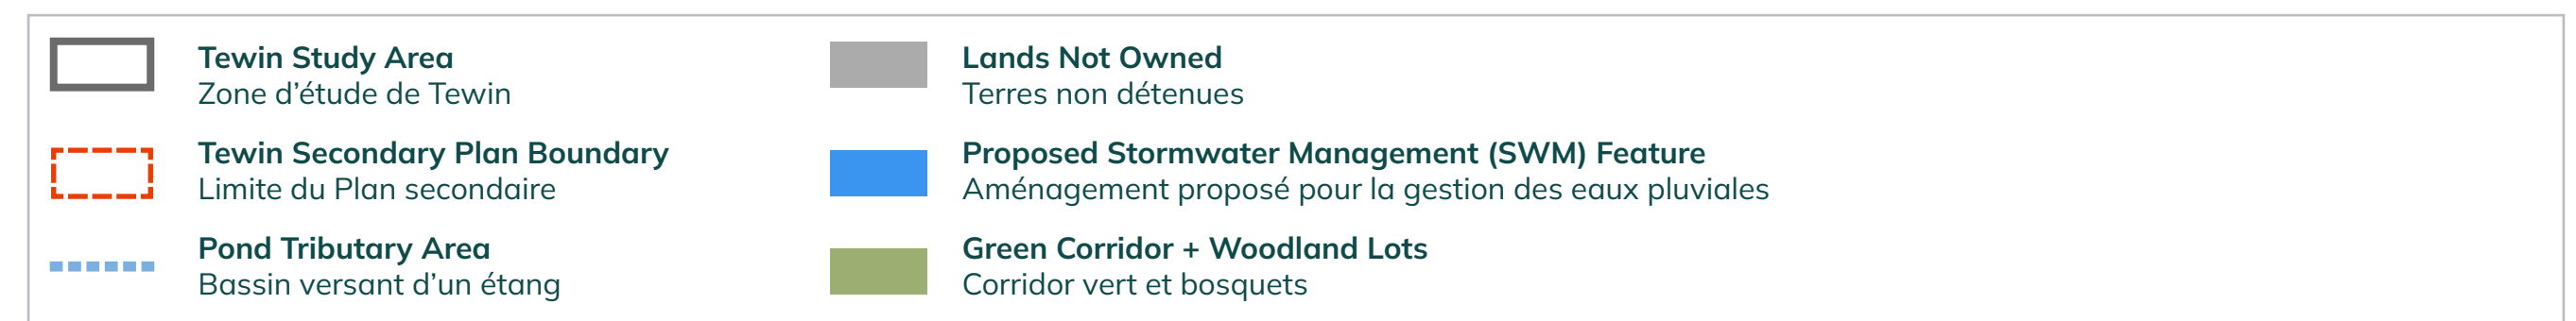 Tewin Study Area
Zone d’étude de Tewin
Tewin Secondary Plan Boundary
Limite du Plan secondaire
Pond Tributary Area
Bassin versant d’un étang
Lands Not Owned
Terres non détenues
Proposed Stormwater Management (SWM) Feature
Aménagement proposé pour la gestion des eaux pluviales
Green Corridor + Woodland Lots
Corridor vert et bosquets